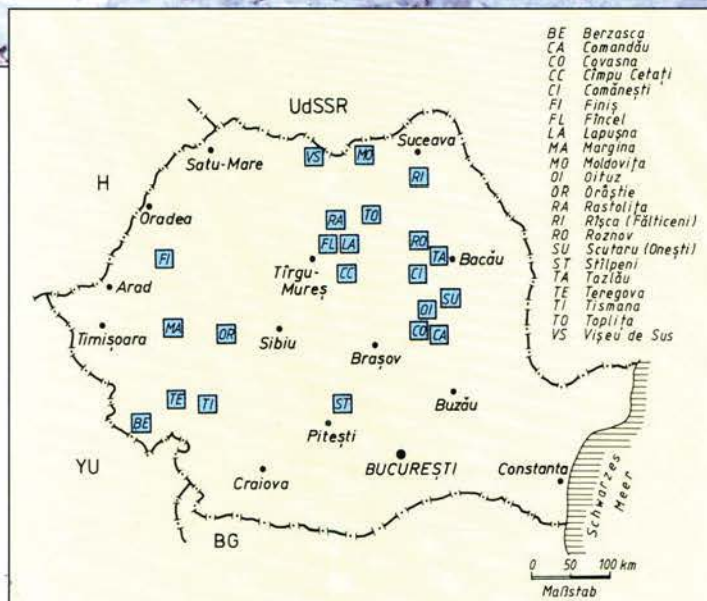 BE Berzasca
CA Comandău
CO Covasna
CC Cîmpu Cetați
CI Comănești
FI Finiș
FL Fîncel
LA Lapușna
MA Margina
MO Moldovița
OI Oituz
OR Orăștie
RA Rastolița
RI Rîșca (Fălticeni)
RO Roznov
SU Scutaru (Onești)
ST Stîlpeni
TA Tazlău
TE Teregova
TI Tismana
TO Toplița
VS Vișeu de Sus
UdSSR
Satu-Mare
VS
MO
Suceava
RI
H
Oradea
RA
TO
FL
LA
RO
TA
FI
Tîrgu-Mureș
CC
CI
Bacău
Arad
SU
OI
Timișoara
MA
OR
Sibiu
CO
CA
Brașov
TE
TI
ST
Buzău
BE
Pitești
YU
BUCUREȘTI
Craiova
Constanta
Schwarzes Meer
BG
0 50 100 km
Maßstab